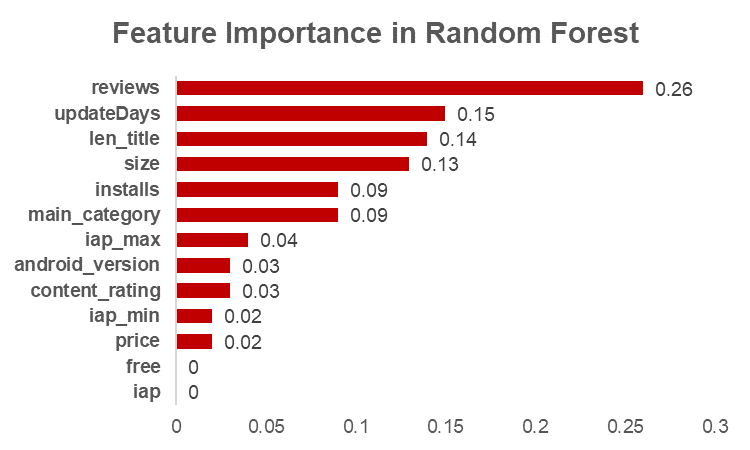 Feature Importance in Random Forest
reviews 0.26
updateDays 0.15
len_title 0.14
size 0.13
installs 0.09
main_category 0.09
iap_max 0.04
android_version 0.03
content_rating 0.03
iap_min 0.02
price 0.02
free 0
iap 0
0 0.05 0.1 0.15 0.2 0.25 0.3